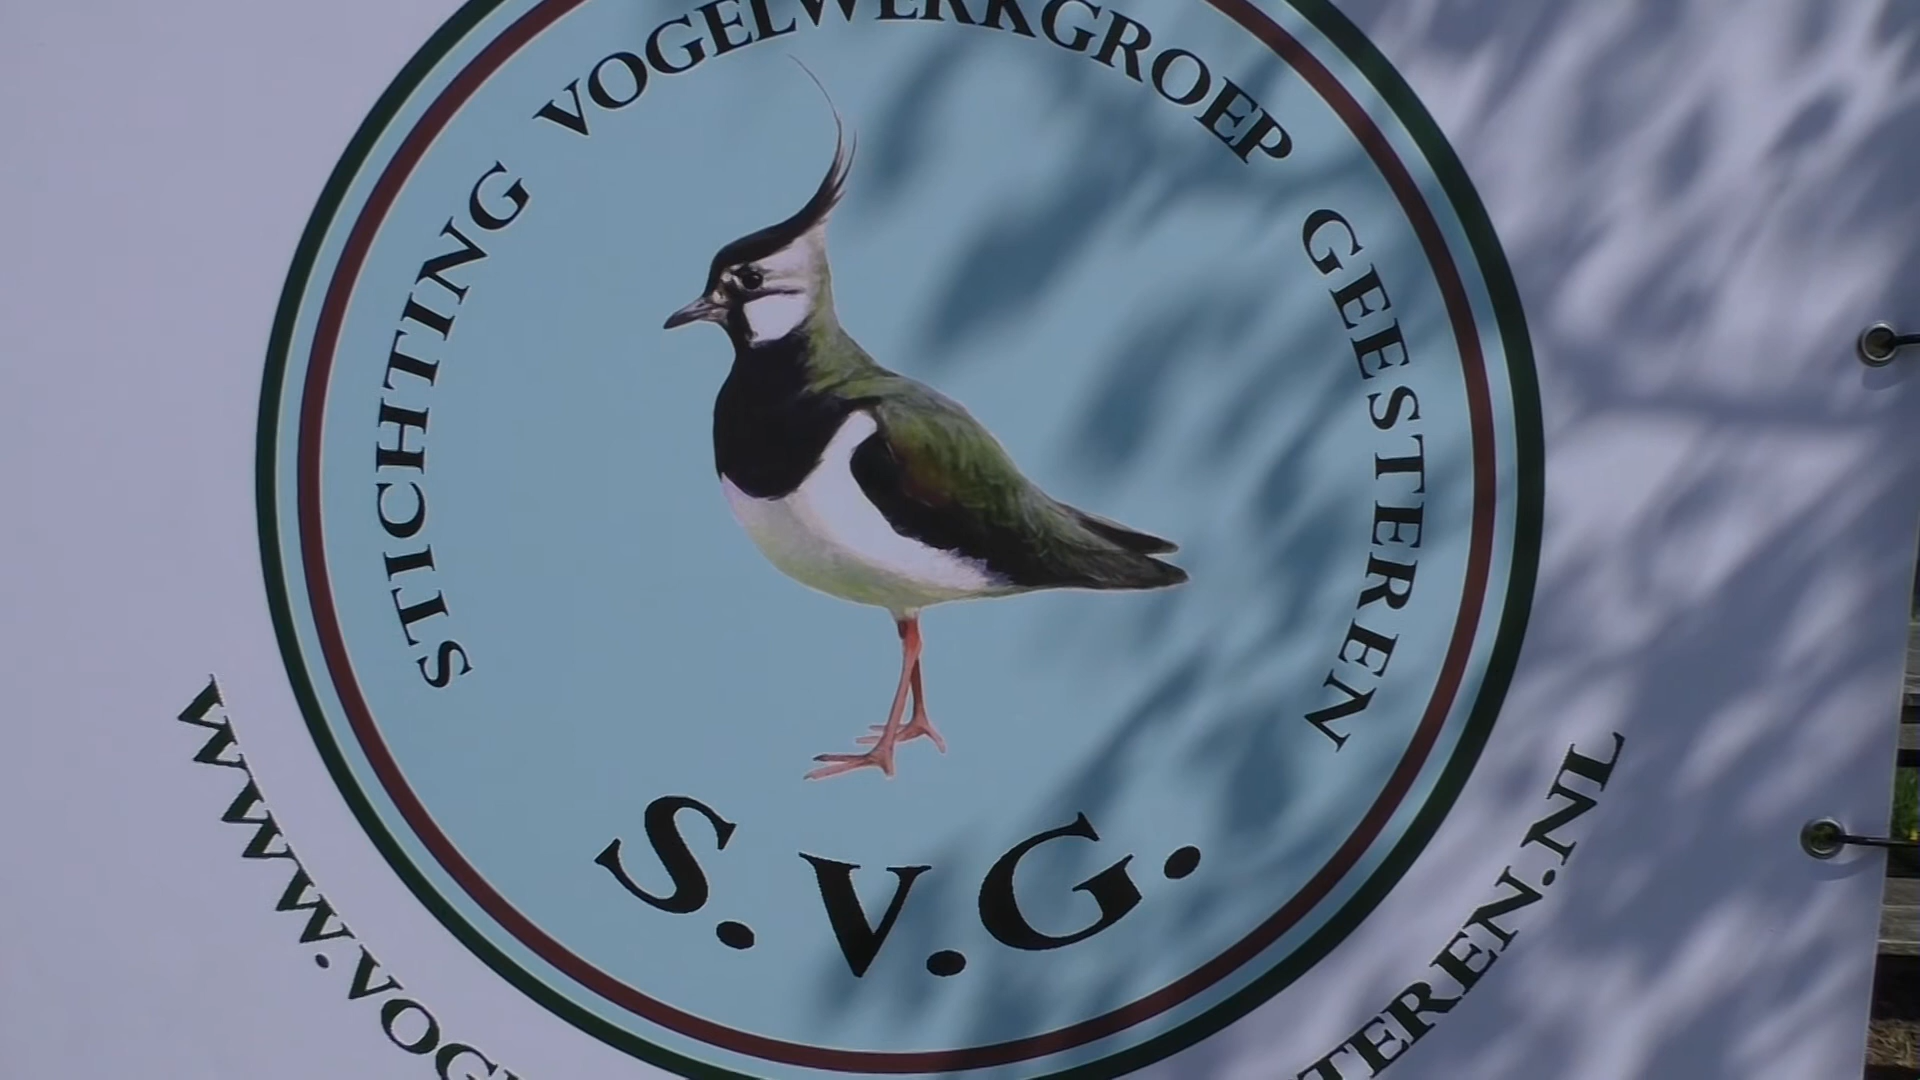 STICHTING VOGELWERKGROEP GEESTEREN
S.V.G.
WWW.VOG
TEREN.NL